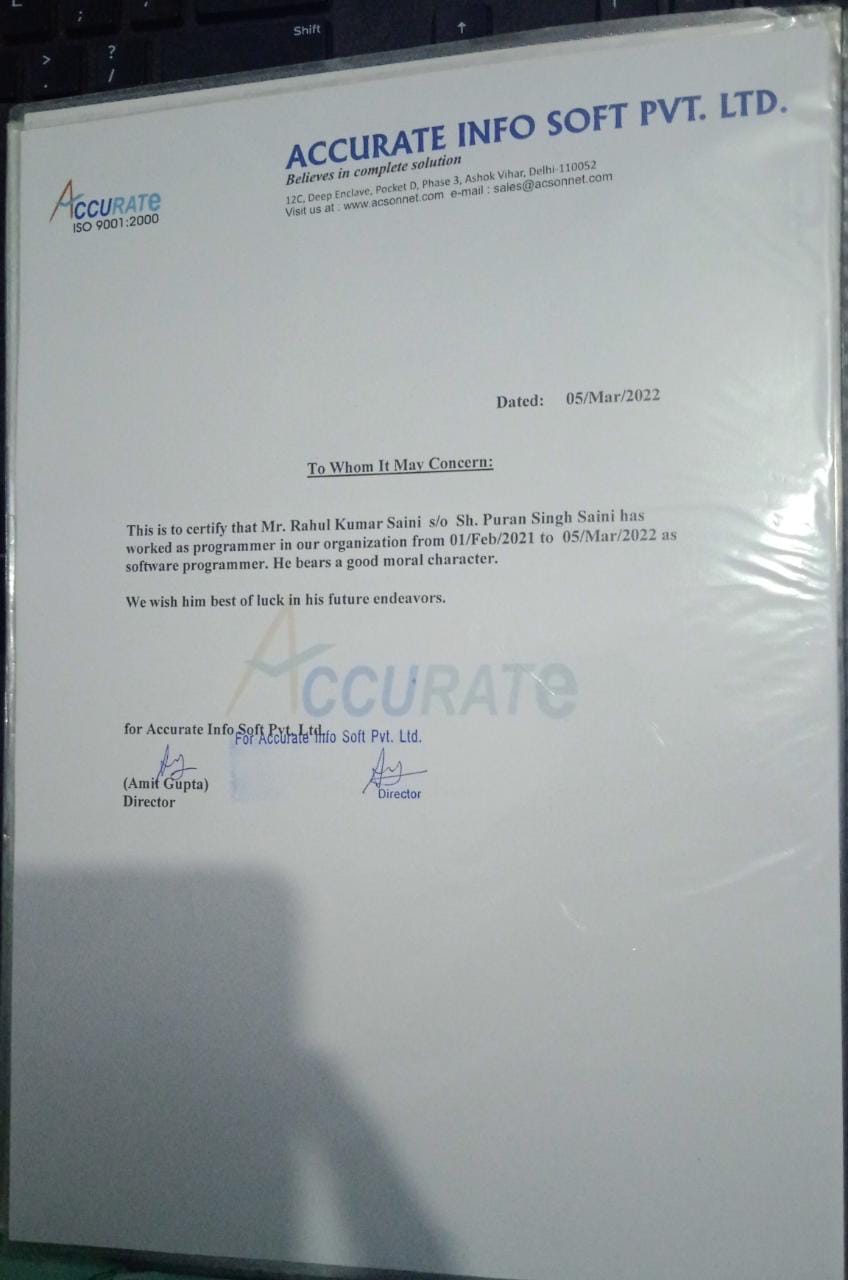 Shift
↑
>
.
?
/
;
ACCURATE INFO SOFT PVT. LTD.
Believes in complete solution
12C, Deep Enclave, Pocket D, Phase 3, Ashok Vihar, Delhi-110052
Visit us at : www.acsonnet.com e-mail : sales@acsonnet.com
ACCURATe
ISO 9001:2000
Dated: 05/Mar/2022
To Whom It May Concern:
This is to certify that Mr. Rahul Kumar Saini s/o Sh. Puran Singh Saini has
worked as programmer in our organization from 01/Feb/2021 to 05/Mar/2022 as
software programmer. He bears a good moral character.
We wish him best of luck in his future endeavors.
ACCURATe
for Accurate Info Soft Pvt. Ltd.
For Accurate Info Soft Pvt. Ltd.
(Amit Gupta)
Director
Director